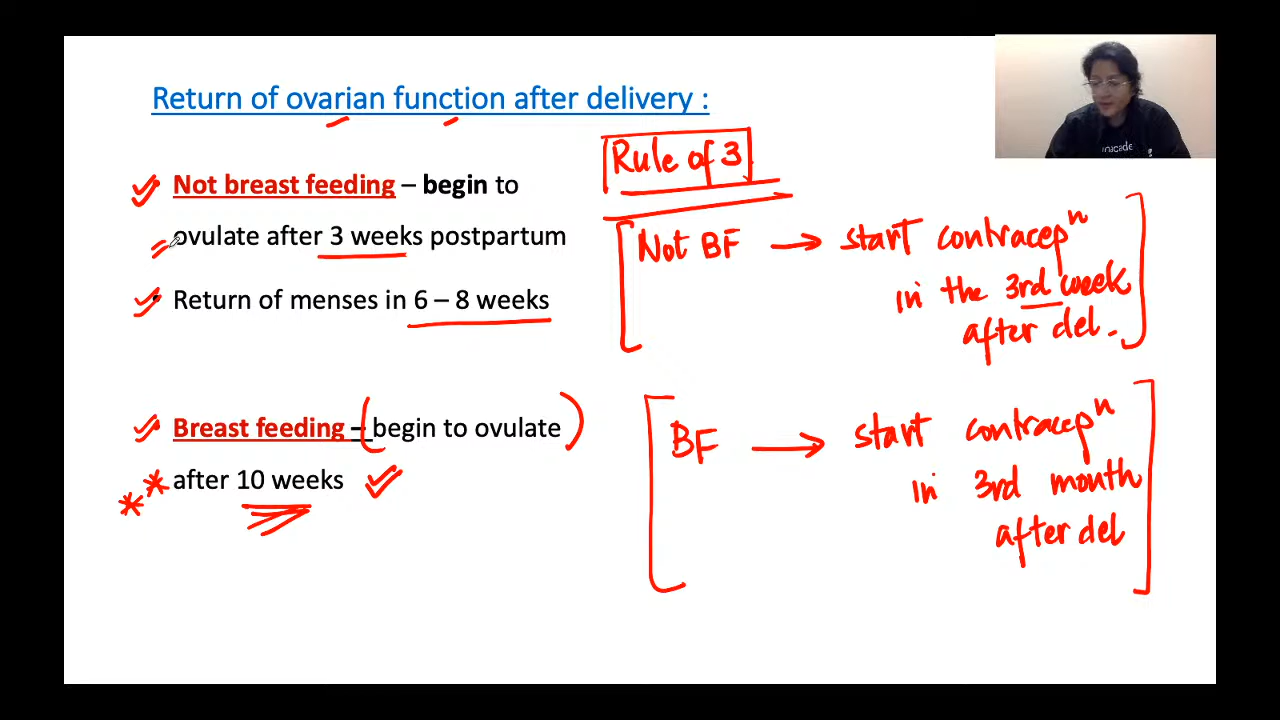 Return of ovarian function after delivery :
Not breast feeding – begin to
ovulate after 3 weeks postpartum
• Return of menses in 6 – 8 weeks
Breast feeding – (begin to ovulate)
after 10 weeks
Rule of 3
Not BF → start contracepⁿ
in the 3rd week
after del.
BF → start contracepⁿ
in 3rd month
after del